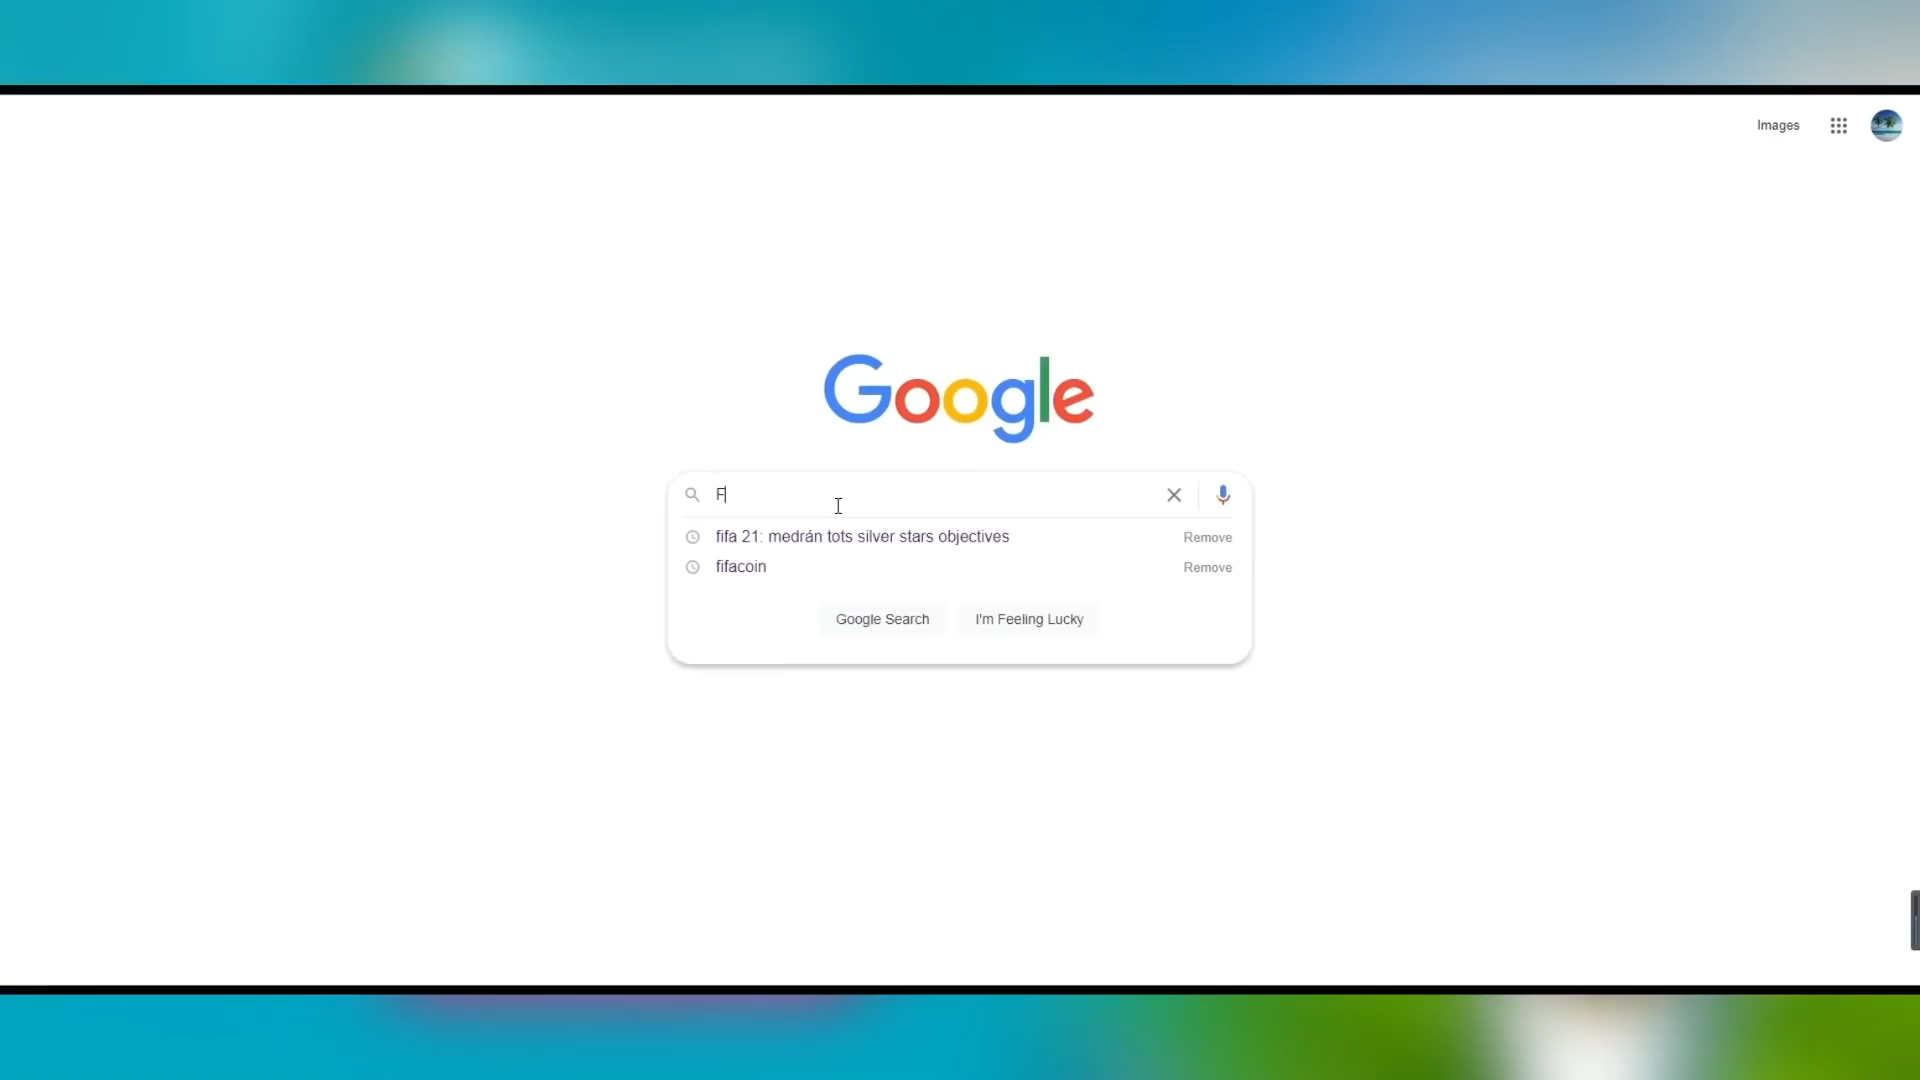 Images
Google
F
fifa 21: medrán tots silver stars objectives
Remove
fifacoin
Remove
Google Search
I'm Feeling Lucky